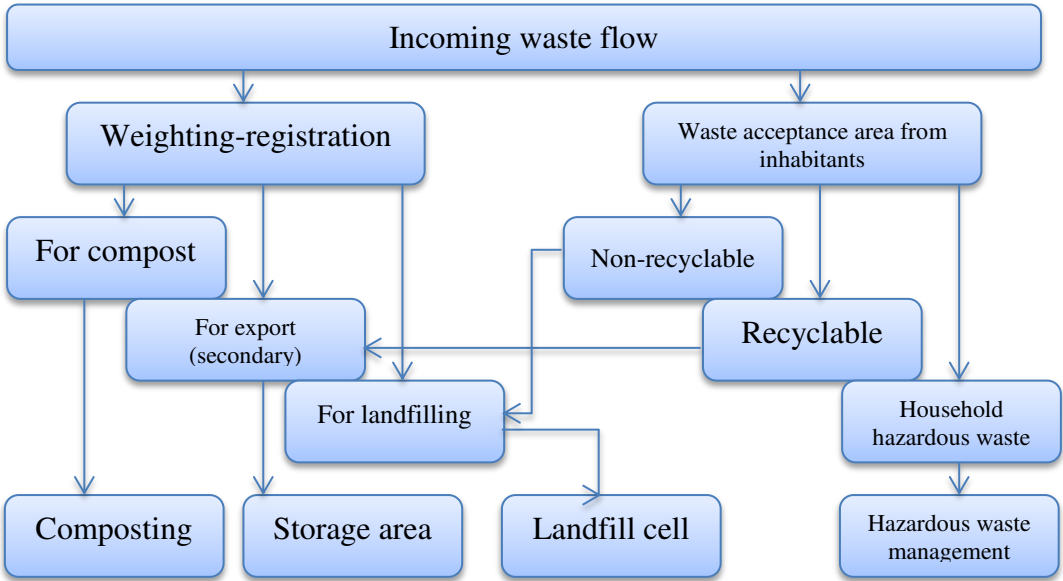 Incoming waste flow
Weighting-registration
Waste acceptance area from
inhabitants
For compost
Non-recyclable
For export
(secondary)
Recyclable
For landfilling
Household
hazardous waste
Composting
Storage area
Landfill cell
Hazardous waste
management